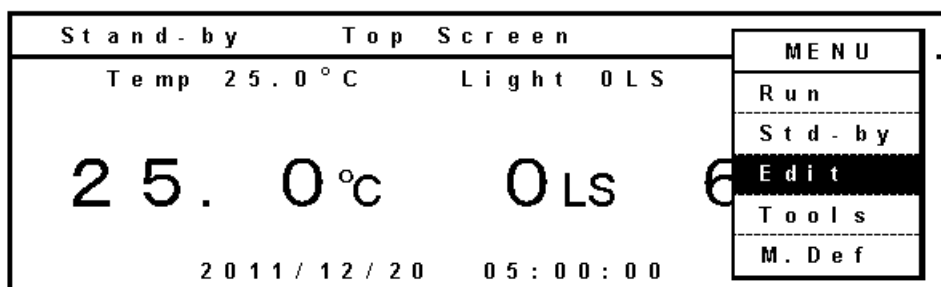 Stand-by Top Screen
Temp 25.0°C Light 0LS
25.0℃ 0LS 6
2011/12/20 05:00:00
MENU
Run
Std-by
Edit
Tools
M.Def